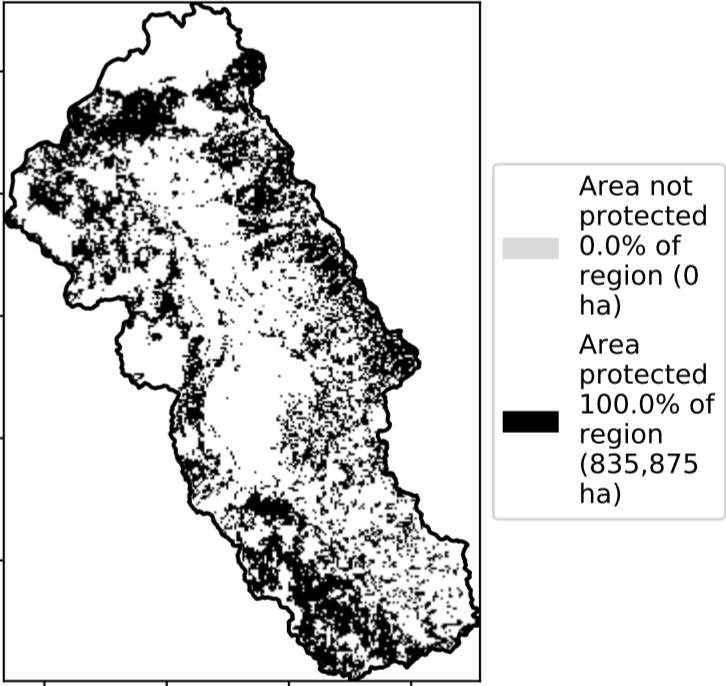 Area not
protected
0.0% of
region (0
ha)
Area
protected
100.0% of
region
(835,875
ha)